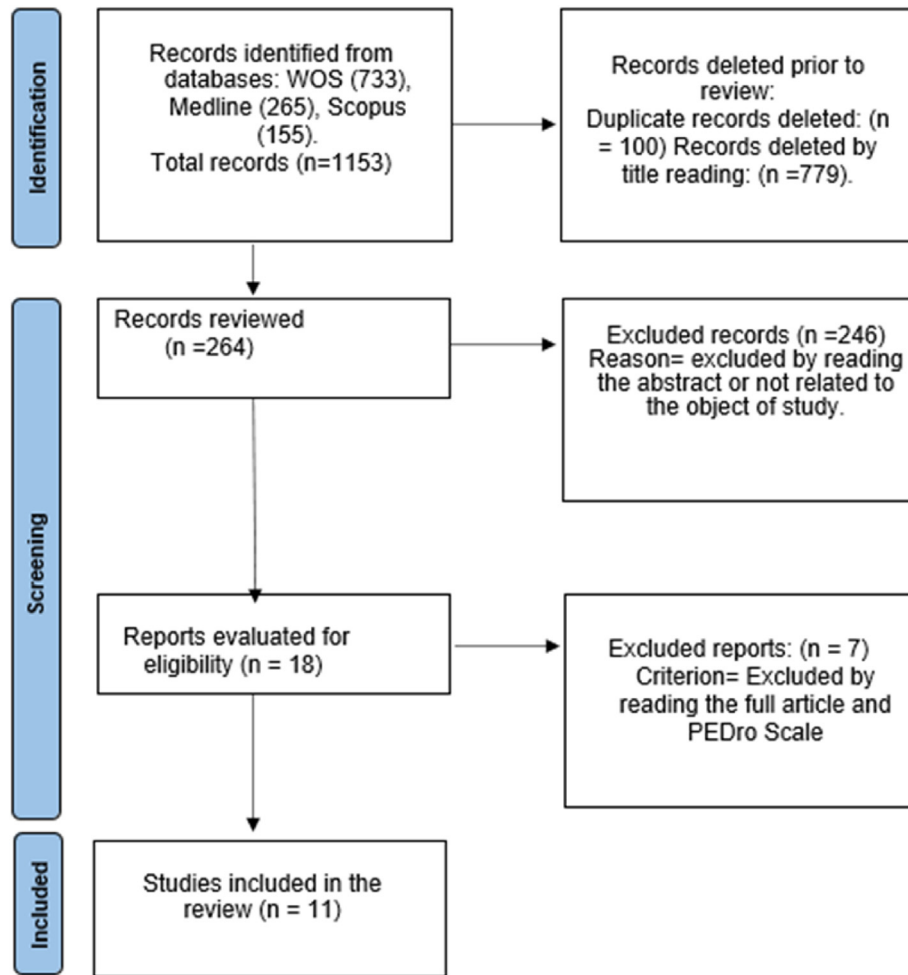 Identification
Records identified from
databases: WOS (733),
Medline (265), Scopus
(155).
Total records (n=1153)
Records deleted prior to
review:
Duplicate records deleted: (n
= 100) Records deleted by
title reading: (n =779).
Screening
Records reviewed
(n =264)
Excluded records (n =246)
Reason= excluded by reading
the abstract or not related to
the object of study.
Reports evaluated for
eligibility (n = 18)
Excluded reports: (n = 7)
Criterion= Excluded by
reading the full article and
PEDro Scale
Included
Studies included in the
review (n = 11)